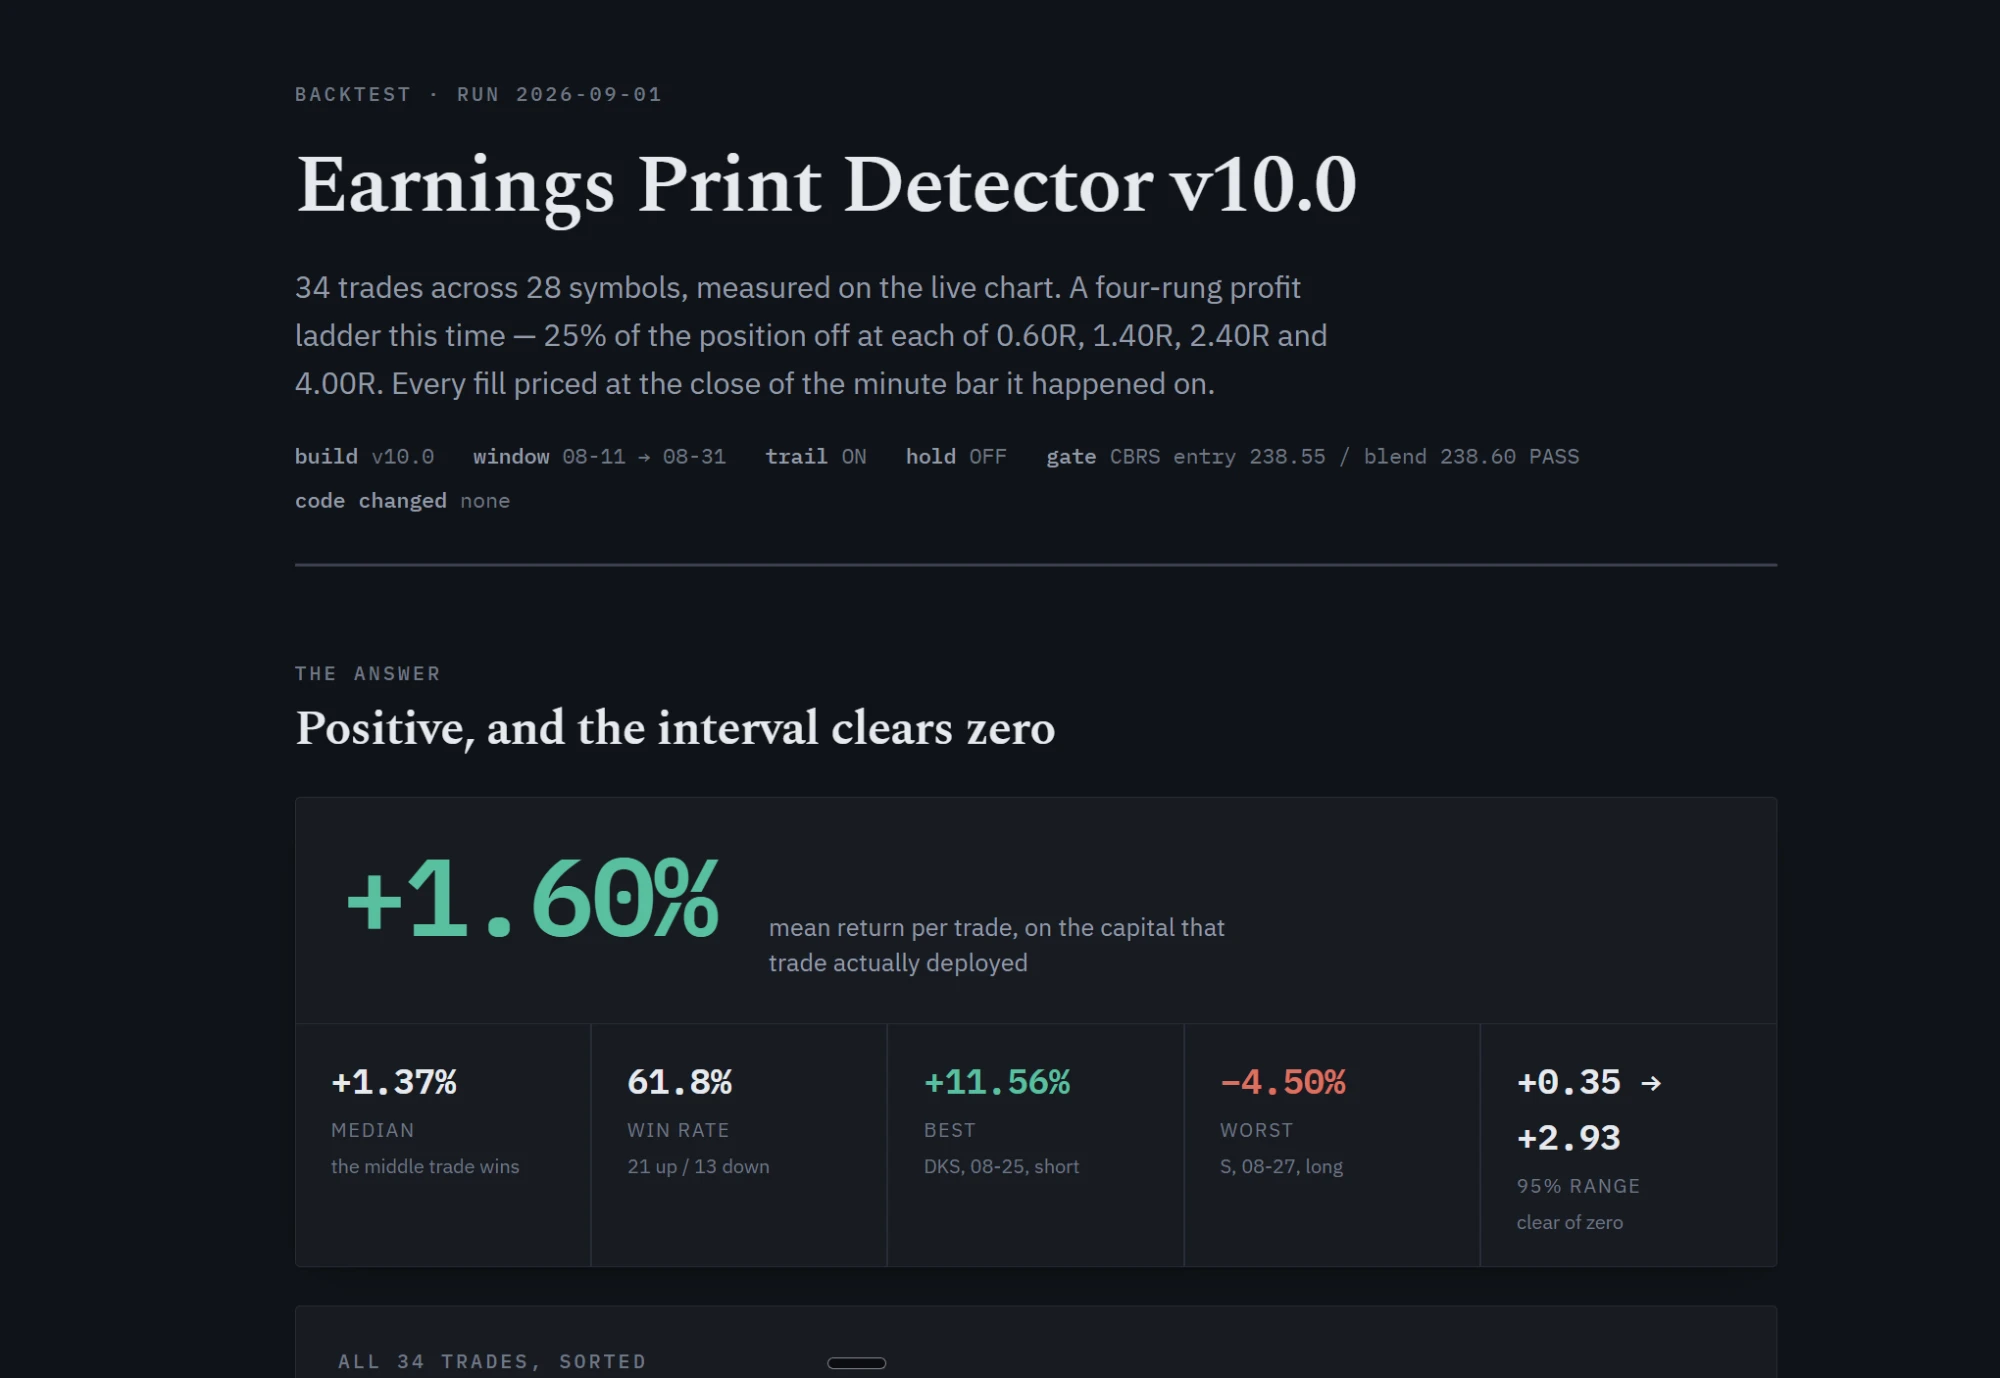 BACKTEST · RUN 2026-09-01
Earnings Print Detector v10.0
34 trades across 28 symbols, measured on the live chart. A four-rung profit
ladder this time — 25% of the position off at each of 0.60R, 1.40R, 2.40R and
4.00R. Every fill priced at the close of the minute bar it happened on.
build v10.0 window 08-11 → 08-31 trail ON hold OFF gate CBRS entry 238.55 / blend 238.60 PASS
code changed none
THE ANSWER
Positive, and the interval clears zero
+1.60%
mean return per trade, on the capital that
trade actually deployed
+1.37%
MEDIAN
the middle trade wins
61.8%
WIN RATE
21 up / 13 down
+11.56%
BEST
DKS, 08-25, short
−4.50%
WORST
S, 08-27, long
+0.35 →
+2.93
95% RANGE
clear of zero
ALL 34 TRADES, SORTED